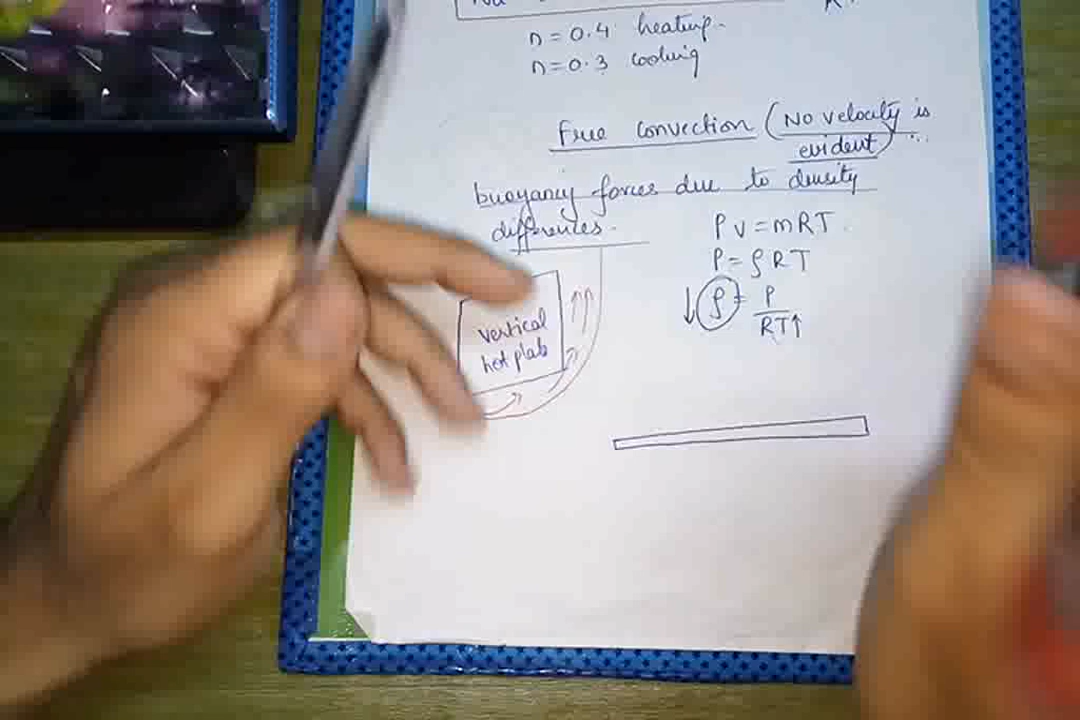 Nu
n = 0.4 heating.
n = 0.3 cooling
Free convection (No velocity is
evident) ...
buoyancy forces due to density
differences.
PV = mRT.
P = ρRT
↓ ρ = P
RT↑
vertical
hot plate